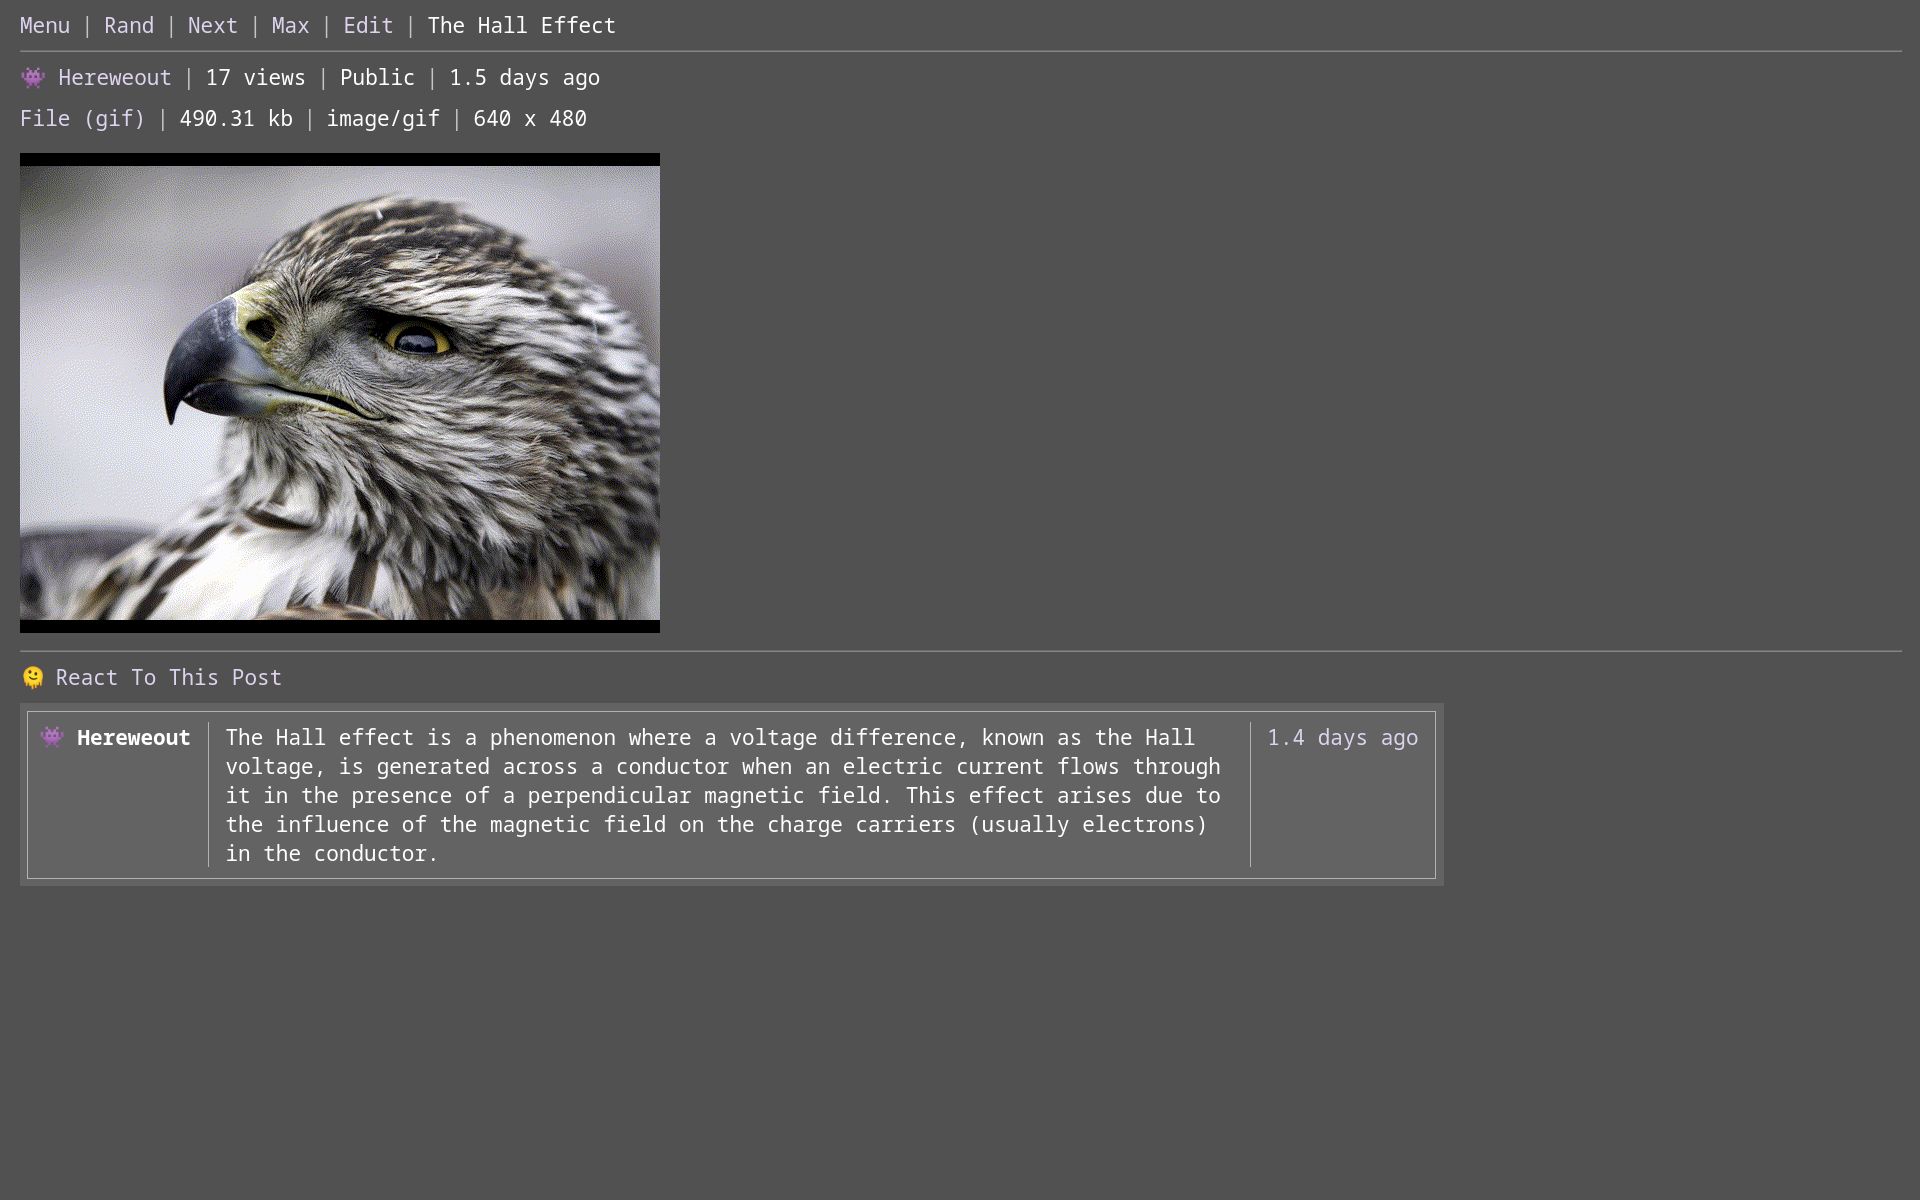 Menu | Rand | Next | Max | Edit | The Hall Effect
Hereweout | 17 views | Public | 1.5 days ago
File (gif) | 490.31 kb | image/gif | 640 x 480
React To This Post
Hereweout
The Hall effect is a phenomenon where a voltage difference, known as the Hall
voltage, is generated across a conductor when an electric current flows through
it in the presence of a perpendicular magnetic field. This effect arises due to
the influence of the magnetic field on the charge carriers (usually electrons)
in the conductor.
1.4 days ago